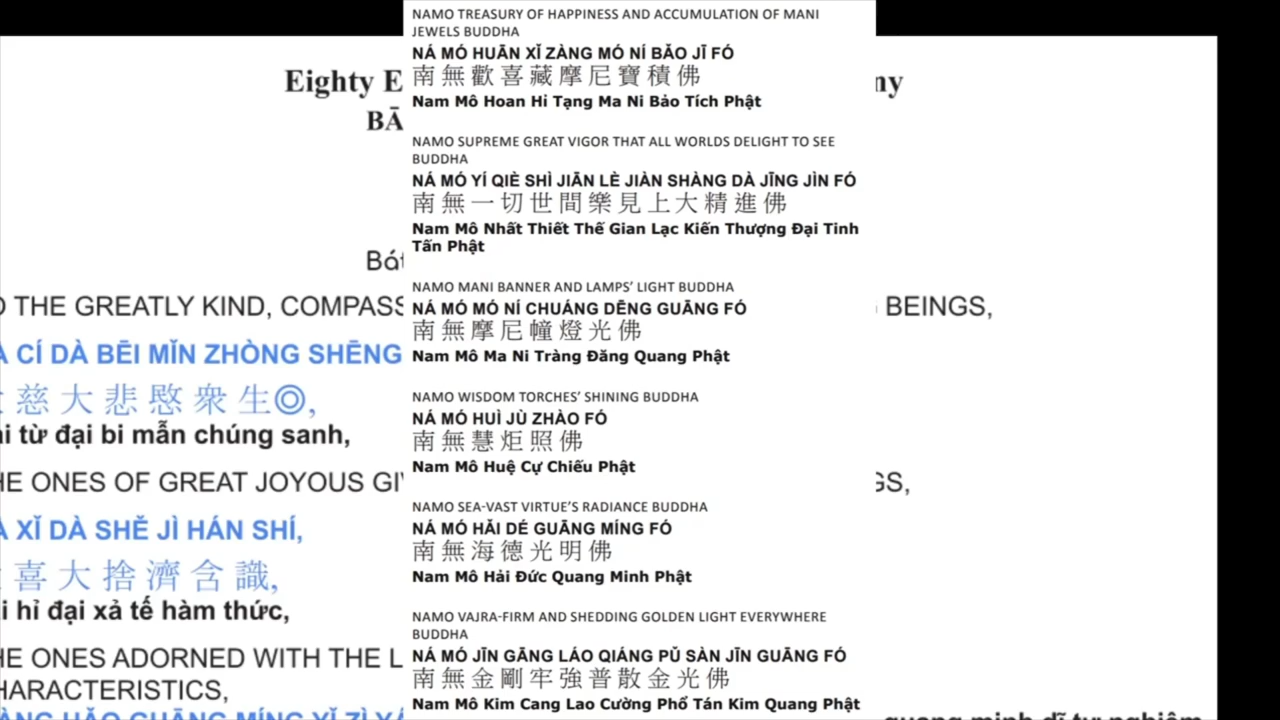 NAMO TREASURY OF HAPPINESS AND ACCUMULATION OF MANI
JEWELS BUDDHA
NÁ MÓ HUĀN XǏ ZÀNG MÓ NÍ BǍO JĪ FÓ
南無歡喜藏摩尼寶積佛
Nam Mô Hoan Hỉ Tạng Ma Ni Bảo Tích Phật
NAMO SUPREME GREAT VIGOR THAT ALL WORLDS DELIGHT TO SEE
BUDDHA
NÁ MÓ YÍ QIÈ SHÌ JIĀN LÈ JIÀN SHÀNG DÀ JĪNG JÌN FÓ
南無一切世間樂見上大精進佛
Nam Mô Nhất Thiết Thế Gian Lạc Kiến Thượng Đại Tinh
Tấn Phật
NAMO MANI BANNER AND LAMPS’ LIGHT BUDDHA
NÁ MÓ MÓ NÍ CHUÁNG DĒNG GUĀNG FÓ
南無摩尼幢燈光佛
Nam Mô Ma Ni Tràng Đăng Quang Phật
NAMO WISDOM TORCHES’ SHINING BUDDHA
NÁ MÓ HUÌ JÙ ZHÀO FÓ
南無慧炬照佛
Nam Mô Huệ Cự Chiếu Phật
NAMO SEA-VAST VIRTUE’S RADIANCE BUDDHA
NÁ MÓ HǍI DÉ GUĀNG MÍNG FÓ
南無海德光明佛
Nam Mô Hải Đức Quang Minh Phật
NAMO VAJRA-FIRM AND SHEDDING GOLDEN LIGHT EVERYWHERE
BUDDHA
NÁ MÓ JĪN GĀNG LÁO QIÁNG PǓ SÀN JĪN GUĀNG FÓ
南無金剛牢強普散金光佛
Nam Mô Kim Cang Lao Cường Phổ Tán Kim Quang Phật
Eighty
THE GREATLY KIND, BEINGS,
CÍ DÀ BĒI MǏN ZHÒNG SHĒNG
慈大悲愍衆生◎,
từ đại bi mẫn chúng sanh,
ONES OF GREAT JOYOUS
XǏ DÀ SHĚ JÌ HÁN SHÍ,
喜大捨濟含識,
hỉ đại xả tế hàm thức,
ONES ADORNED WITH THE
quang minh dĩ tự nghiêm